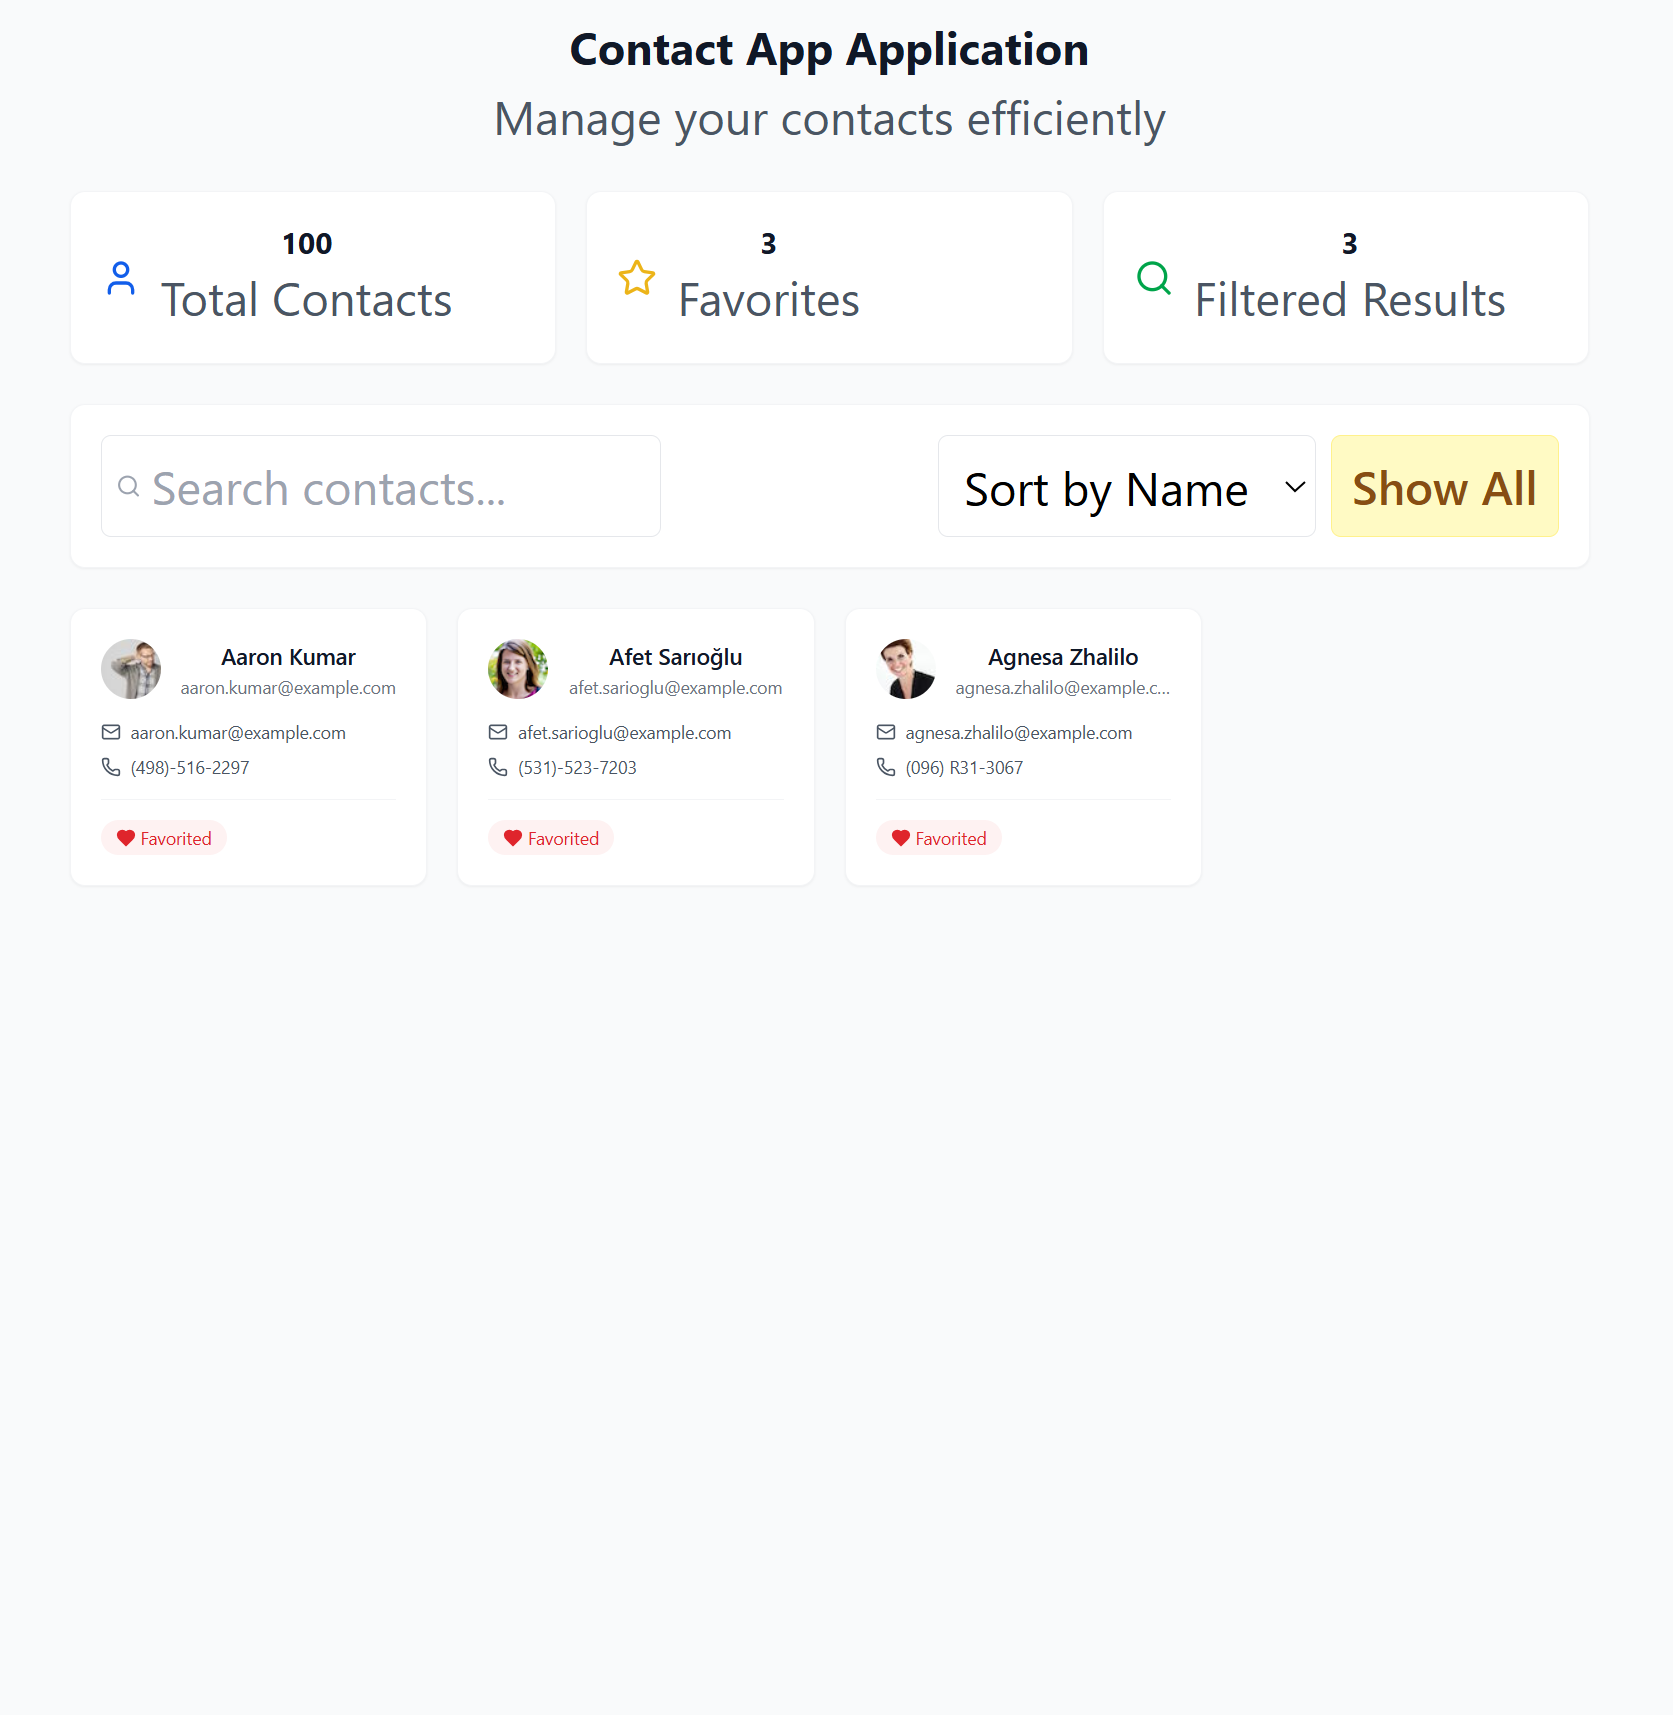 Contact App Application
Manage your contacts efficiently
100
Total Contacts
3
Favorites
3
Filtered Results
Search contacts...
Sort by Name
Show All
Aaron Kumar
aaron.kumar@example.com
aaron.kumar@example.com
(498)-516-2297
Favorited
Afet Sarıoğlu
afet.sarioglu@example.com
afet.sarioglu@example.com
(531)-523-7203
Favorited
Agnesa Zhalilo
agnesa.zhalilo@example.c...
agnesa.zhalilo@example.com
(096) R31-3067
Favorited